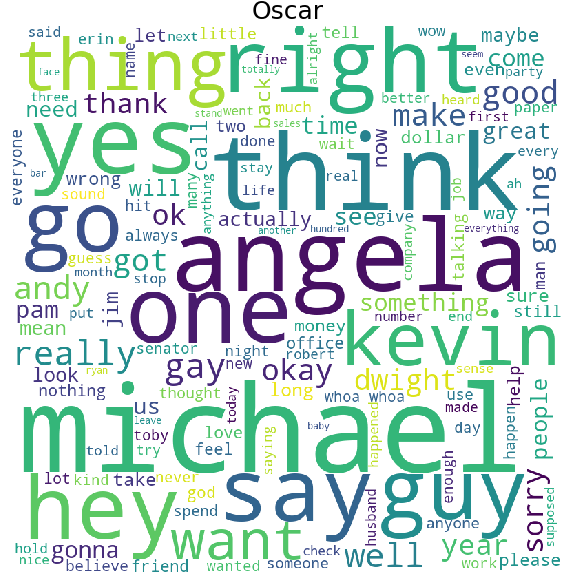 Oscar
said erin let next little wow maybe tell alright seem
thing right
name fine face totally come
three even party
need thank back much better heard paper good
stand went make first
yes think
everyone two time dollar great
call done wait now sales every
wrong will stay life real ah going
go sound hit ok many anything actually see give way job
angela
always bar another hundred everything
guess month stop company talking man
andy got one something sure
put jim money number end still
pam mean office kevin
really senator night robert
look ryan gay new okay dwight sense help
nothing thought long use
michael
leave us today whoa whoa made happen people
told toby love baby happened day
try feel
hey say guy
lot take never saying enough sorry
kind god husband anyone supposed
hold gonna spend want well year please
nice believe friend wanted check someone work